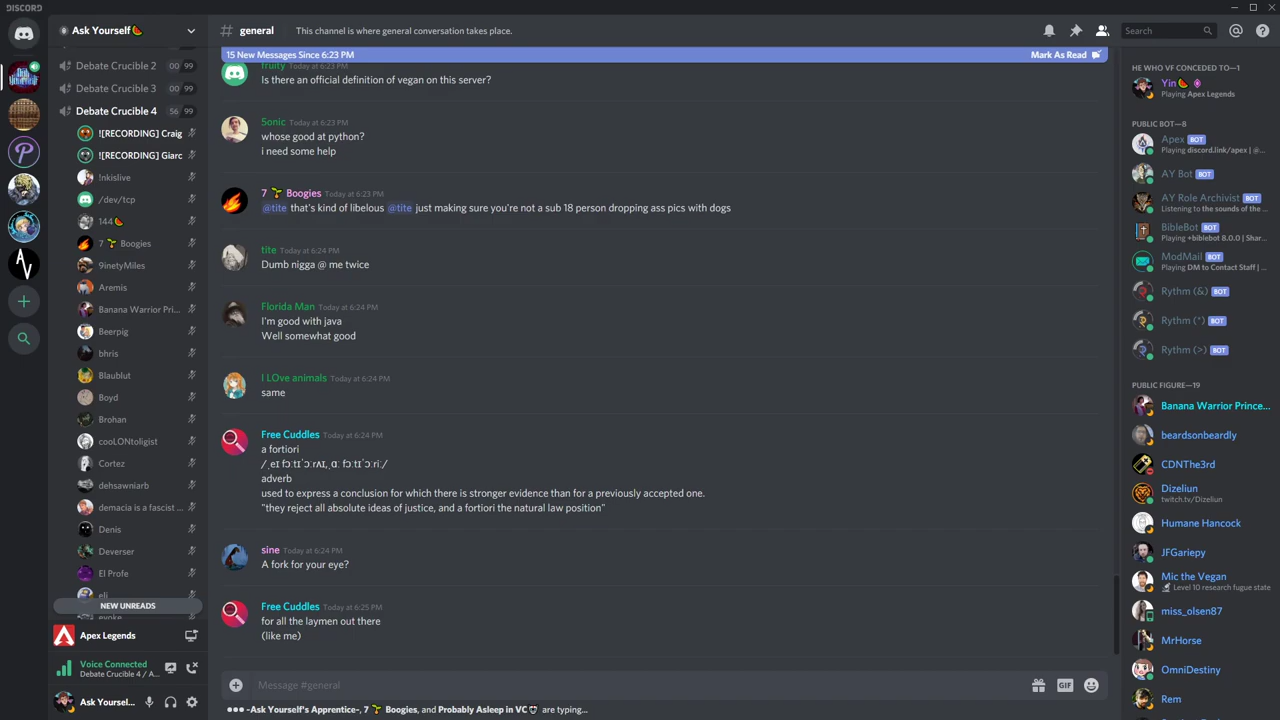 DISCORD
Ask Yourself🍉
# general
This channel is where general conversation takes place.
Search
15 New Messages Since 6:23 PM
Mark As Read
Debate Crucible 2 00 99
Debate Crucible 3 00 99
Debate Crucible 4 56 99
![RECORDING] Craig
![RECORDING] Giarc
!nkislive
/dev/tcp
144🍉
7 🌱 Boogies
9inetyMiles
Aremis
Banana Warrior Pri...
Beerpig
bhris
Blaublut
Boyd
Brohan
cooLONtoligist
Cortez
dehsawniarb
demacia is a fascist ...
Denis
Deverser
El Profe
eli
NEW UNREADS
evoke
Apex Legends
Voice Connected
Debate Crucible 4 / A...
Ask Yoursel...
fruity Today at 6:23 PM
Is there an official definition of vegan on this server?
Sonic Today at 6:23 PM
whose good at python?
i need some help
7 🌱 Boogies Today at 6:23 PM
@tite that's kind of libelous @tite just making sure you're not a sub 18 person dropping ass pics with dogs
tite Today at 6:24 PM
Dumb nigga @ me twice
Florida Man Today at 6:24 PM
I'm good with java
Well somewhat good
I LOve animals Today at 6:24 PM
same
Free Cuddles Today at 6:24 PM
a fortiori
/ˌeɪ fɔːtɪˈɔːrʌɪ,ˌɑː fɔːtɪˈɔːriː/
adverb
used to express a conclusion for which there is stronger evidence than for a previously accepted one.
"they reject all absolute ideas of justice, and a fortiori the natural law position"
sine Today at 6:24 PM
A fork for your eye?
Free Cuddles Today at 6:25 PM
for all the laymen out there
(like me)
Message #general
GIF
-Ask Yourself's Apprentice-, 7 🌱 Boogies, and Probably Asleep in VC💀 are typing...
HE WHO VF CONCEDED TO—1
Yin🍉
Playing Apex Legends
PUBLIC BOT—8
Apex BOT
Playing discord.link/apex | @...
AY Bot BOT
AY Role Archivist BOT
Listening to the sounds of the ...
BibleBot BOT
Playing +biblebot 8.0.0 | Shar...
ModMail BOT
Playing DM to Contact Staff | ...
Rythm (&) BOT
Rythm (*) BOT
Rythm (>) BOT
PUBLIC FIGURE—19
Banana Warrior Prince...
beardsonbeardly
CDNThe3rd
Dizeliun
twitch.tv/Dizeliun
Humane Hancock
JFGariepy
Mic the Vegan
Level 10 research fugue state
miss_olsen87
MrHorse
OmniDestiny
Rem